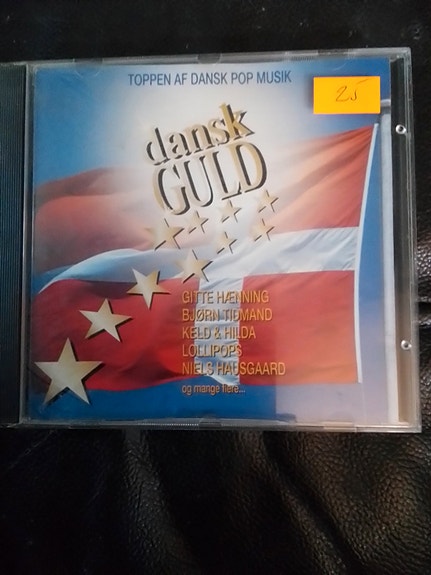 TOPPEN AF DANSK POP MUSIK
25
dansk
GULD
GITTE HÆNNING
BJØRN TIDMAND
KELD & HILDA
LOLLIPOPS
NIELS HAUSGAARD
og mange flere...